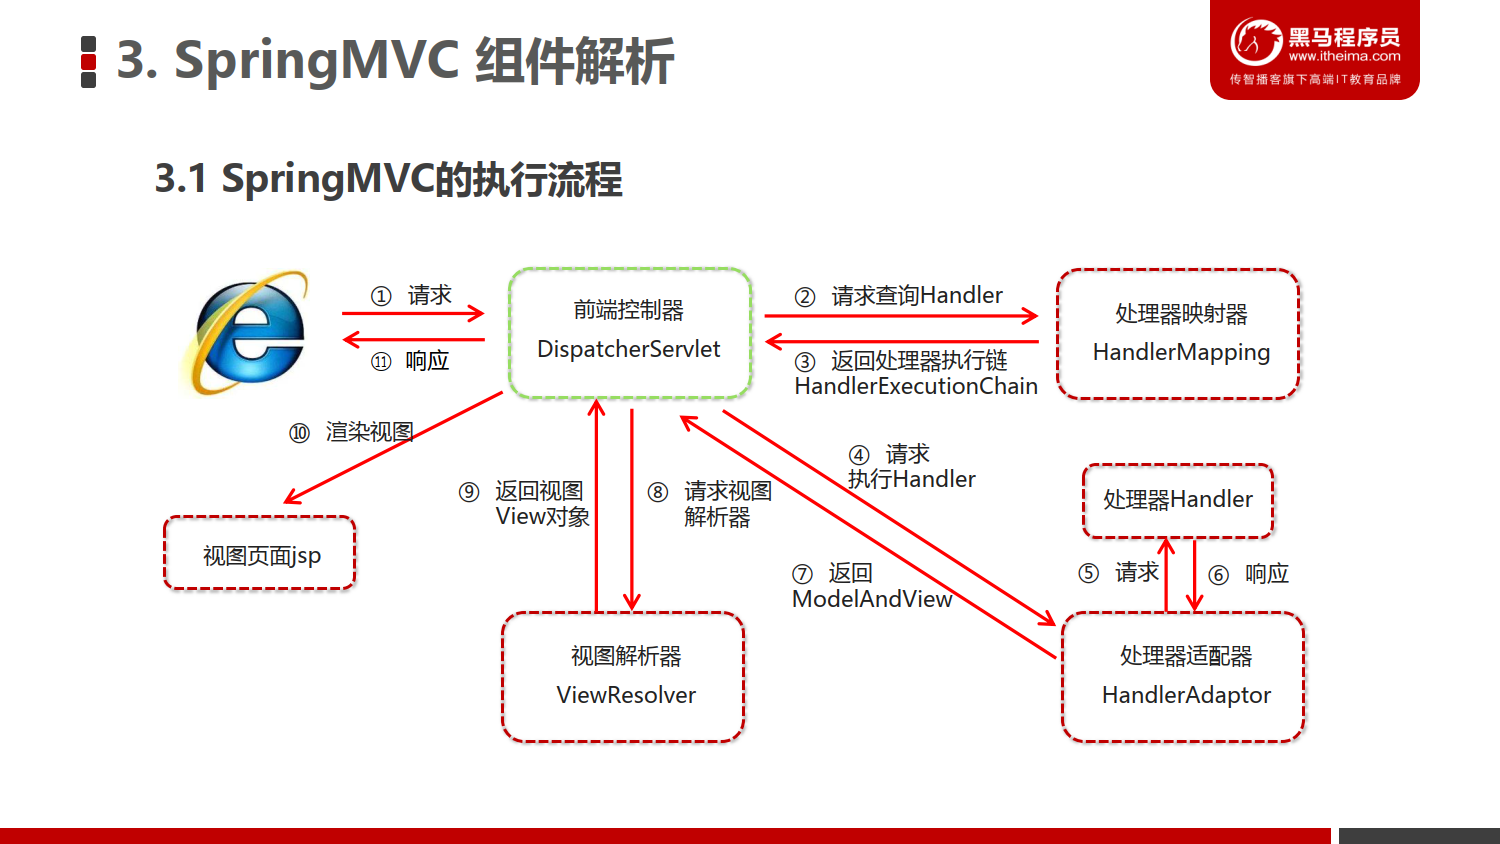 3. SpringMVC 组件解析
黑马程序员
www.itheima.com
传智播客旗下高端IT教育品牌
3.1 SpringMVC的执行流程
① 请求
⑪ 响应
前端控制器
DispatcherServlet
② 请求查询Handler
③ 返回处理器执行链
HandlerExecutionChain
处理器映射器
HandlerMapping
⑩ 渲染视图
④ 请求
执行Handler
处理器Handler
⑨ 返回视图
View对象
⑧ 请求视图
解析器
视图页面jsp
⑦ 返回
ModelAndView
⑤ 请求
⑥ 响应
视图解析器
ViewResolver
处理器适配器
HandlerAdaptor